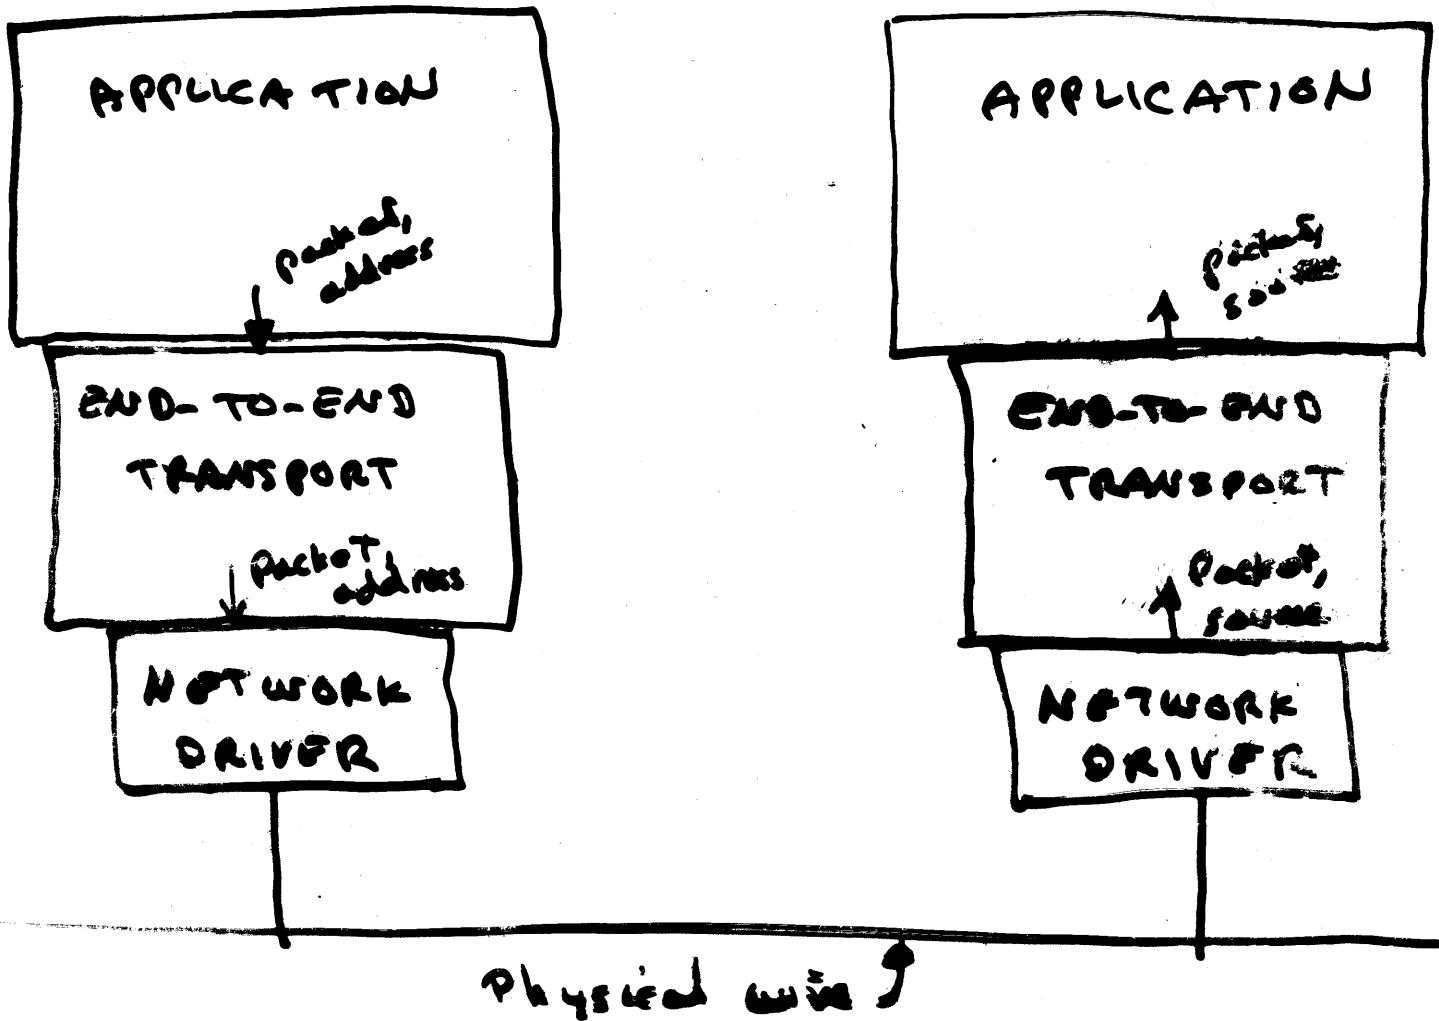 APPLICATION
packet,
address
END-TO-END
TRANSPORT
packet,
address
NETWORK
DRIVER
APPLICATION
packet,
END-TO-END
TRANSPORT
packet,
source
NETWORK
DRIVER
Physical wire